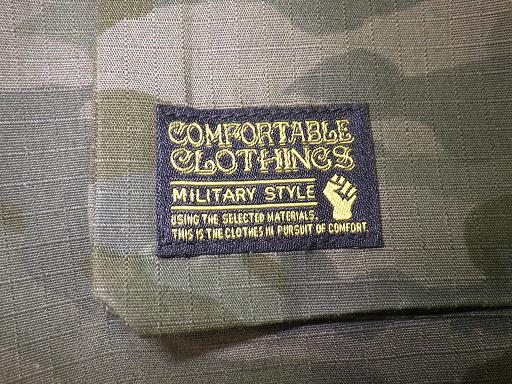 COMFORTABLE
CLOTHINGS
MILITARY STYLE
USING THE SELECTED MATERIALS.
THIS IS THE CLOTHES IN PURSUIT OF COMFORT.